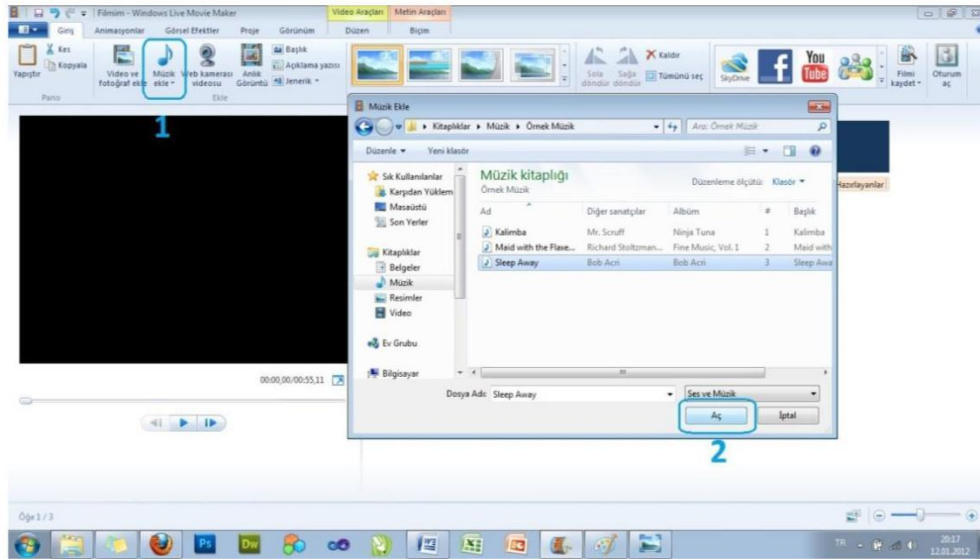 Filmim - Windows Live Movie Maker
Video Araçları
Metin Araçları
Giriş
Animasyonlar
Görsel Efektler
Proje
Görünüm
Düzen
Biçim
Yapıştır
Kes
Kopyala
Video ve fotoğraf ekle
Müzik ekle
Web kamerası videosu
Anlık Görüntü
Başlık
Açıklama yazısı
Jenerik
Sola döndür
Sağa döndür
Kaldır
Tümünü seç
SkyDrive
f
You Tube
Filmi kaydet
Oturum aç
Pano
Ekle
1
Müzik Ekle
Kitaplıklar
Müzik
Örnek Müzik
Ara: Örnek Müzik
Düzenle
Yeni klasör
Sık Kullanılanlar
Karşıdan Yüklem
Masaüstü
Son Yerler
Kitaplıklar
Belgeler
Müzik
Resimler
Video
Ev Grubu
Bilgisayar
Müzik kitaplığı
Örnek Müzik
Düzenleme ölçütü: Klasör
Ad Diğer sanatçılar Albüm # Başlık
Kalimba Mr. Scruff Ninja Tuna 1 Kalimba
Maid with the Flaxe... Richard Stoltzman... Fine Music, Vol. 1 2 Maid with
Sleep Away Bob Acri Bob Acri 3 Sleep Awa
Hazırlayanlar
00:00,00/00:55,11
Dosya Adı: Sleep Away
Ses ve Müzik
Aç
İptal
2
Öğe 1 / 3
Ps
Dw
TR
20:17
12.01.2012